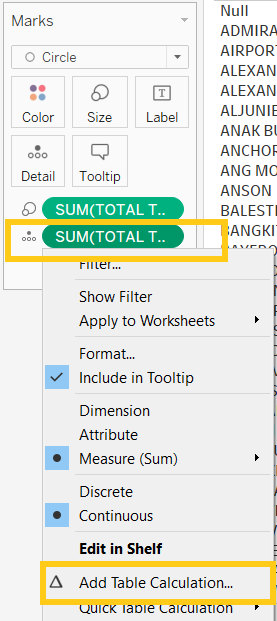 Marks
Circle
Color
Size
Label
Detail
Tooltip
SUM(TOTAL T..
SUM(TOTAL T..
Filter...
Show Filter
Apply to Worksheets
Format...
Include in Tooltip
Dimension
Attribute
Measure (Sum)
Discrete
Continuous
Edit in Shelf
Add Table Calculation...
Quick Table Calculation
Null
ADMIRA
AIRPORT
ALEXAN
ALEXAN
ALJUNIE
ANAK BU
ANCHOR
ANG MO
ANSON
BALEST
BANGKIT